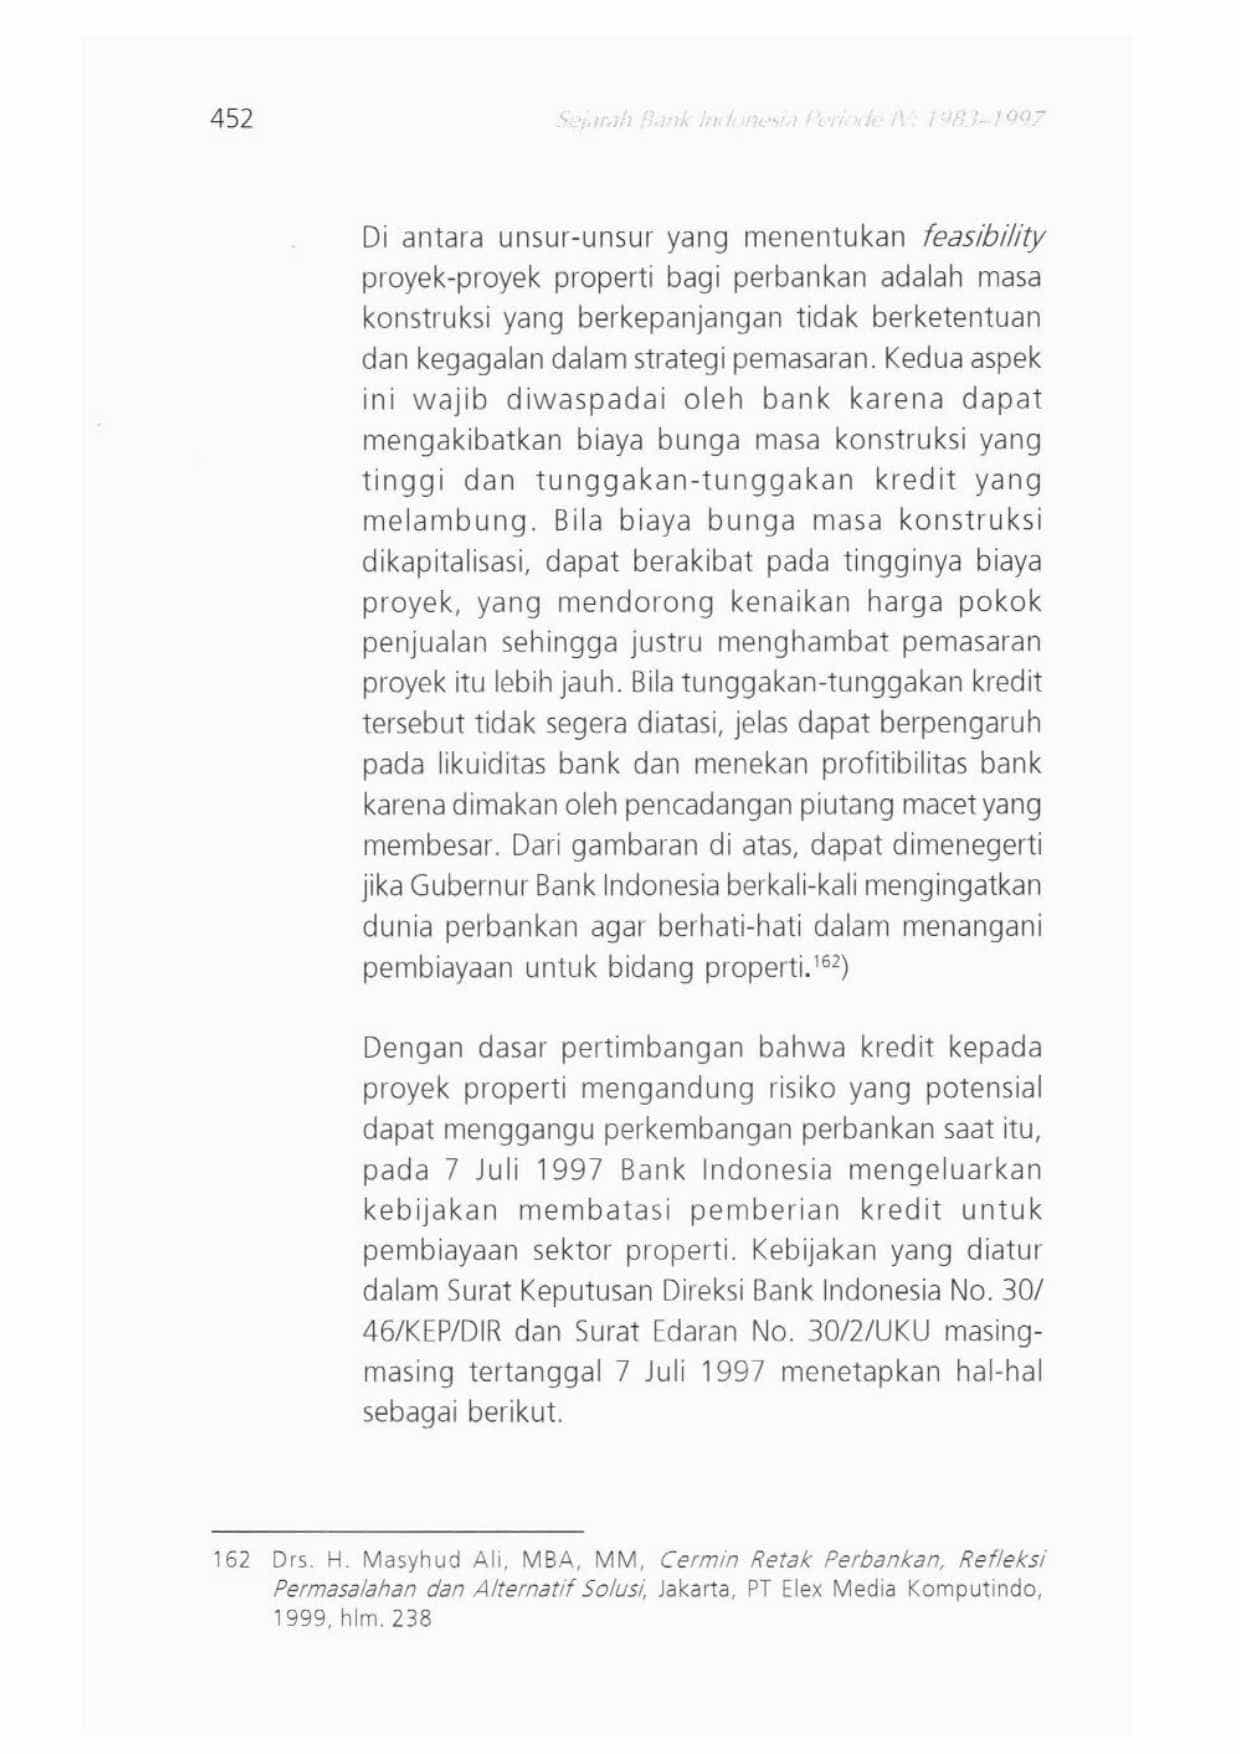 452
Sejarah Bank Indonesia Periode IV: 1983–1997
Di antara unsur-unsur yang menentukan feasibility
proyek-proyek properti bagi perbankan adalah masa
konstruksi yang berkepanjangan tidak berketentuan
dan kegagalan dalam strategi pemasaran. Kedua aspek
ini wajib diwaspadai oleh bank karena dapat
mengakibatkan biaya bunga masa konstruksi yang
tinggi dan tunggakan-tunggakan kredit yang
melambung. Bila biaya bunga masa konstruksi
dikapitalisasi, dapat berakibat pada tingginya biaya
proyek, yang mendorong kenaikan harga pokok
penjualan sehingga justru menghambat pemasaran
proyek itu lebih jauh. Bila tunggakan-tunggakan kredit
tersebut tidak segera diatasi, jelas dapat berpengaruh
pada likuiditas bank dan menekan profitibilitas bank
karena dimakan oleh pencadangan piutang macet yang
membesar. Dari gambaran di atas, dapat dimenegerti
jika Gubernur Bank Indonesia berkali-kali mengingatkan
dunia perbankan agar berhati-hati dalam menangani
pembiayaan untuk bidang properti.¹⁶²)
Dengan dasar pertimbangan bahwa kredit kepada
proyek properti mengandung risiko yang potensial
dapat menggangu perkembangan perbankan saat itu,
pada 7 Juli 1997 Bank Indonesia mengeluarkan
kebijakan membatasi pemberian kredit untuk
pembiayaan sektor properti. Kebijakan yang diatur
dalam Surat Keputusan Direksi Bank Indonesia No. 30/
46/KEP/DIR dan Surat Edaran No. 30/2/UKU masing-
masing tertanggal 7 Juli 1997 menetapkan hal-hal
sebagai berikut.
162 Drs. H. Masyhud Ali, MBA, MM, Cermin Retak Perbankan, Refleksi
Permasalahan dan Alternatif Solusi, Jakarta, PT Elex Media Komputindo,
1999, hlm. 238